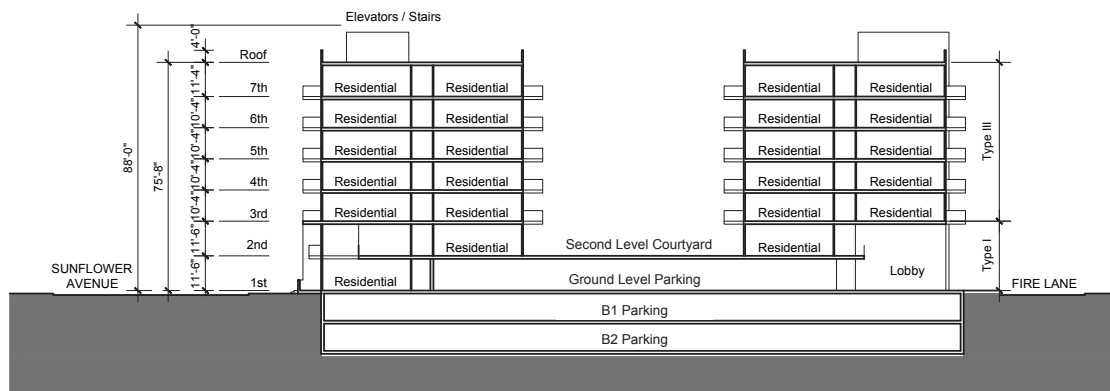 Elevators / Stairs
4'-0"
Roof
11'-4"
7th
Residential Residential Residential Residential
10'-4"
6th
Residential Residential Residential Residential
10'-4"
5th
Residential Residential Residential Residential
10'-4"
4th
Residential Residential Residential Residential
10'-4"
3rd
Residential Residential Residential Residential
11'-6"
2nd
Residential Second Level Courtyard Residential
11'-6"
1st
Residential Ground Level Parking Lobby
88'-0"
75'-8"
Type III
Type I
SUNFLOWER
AVENUE
FIRE LANE
B1 Parking
B2 Parking